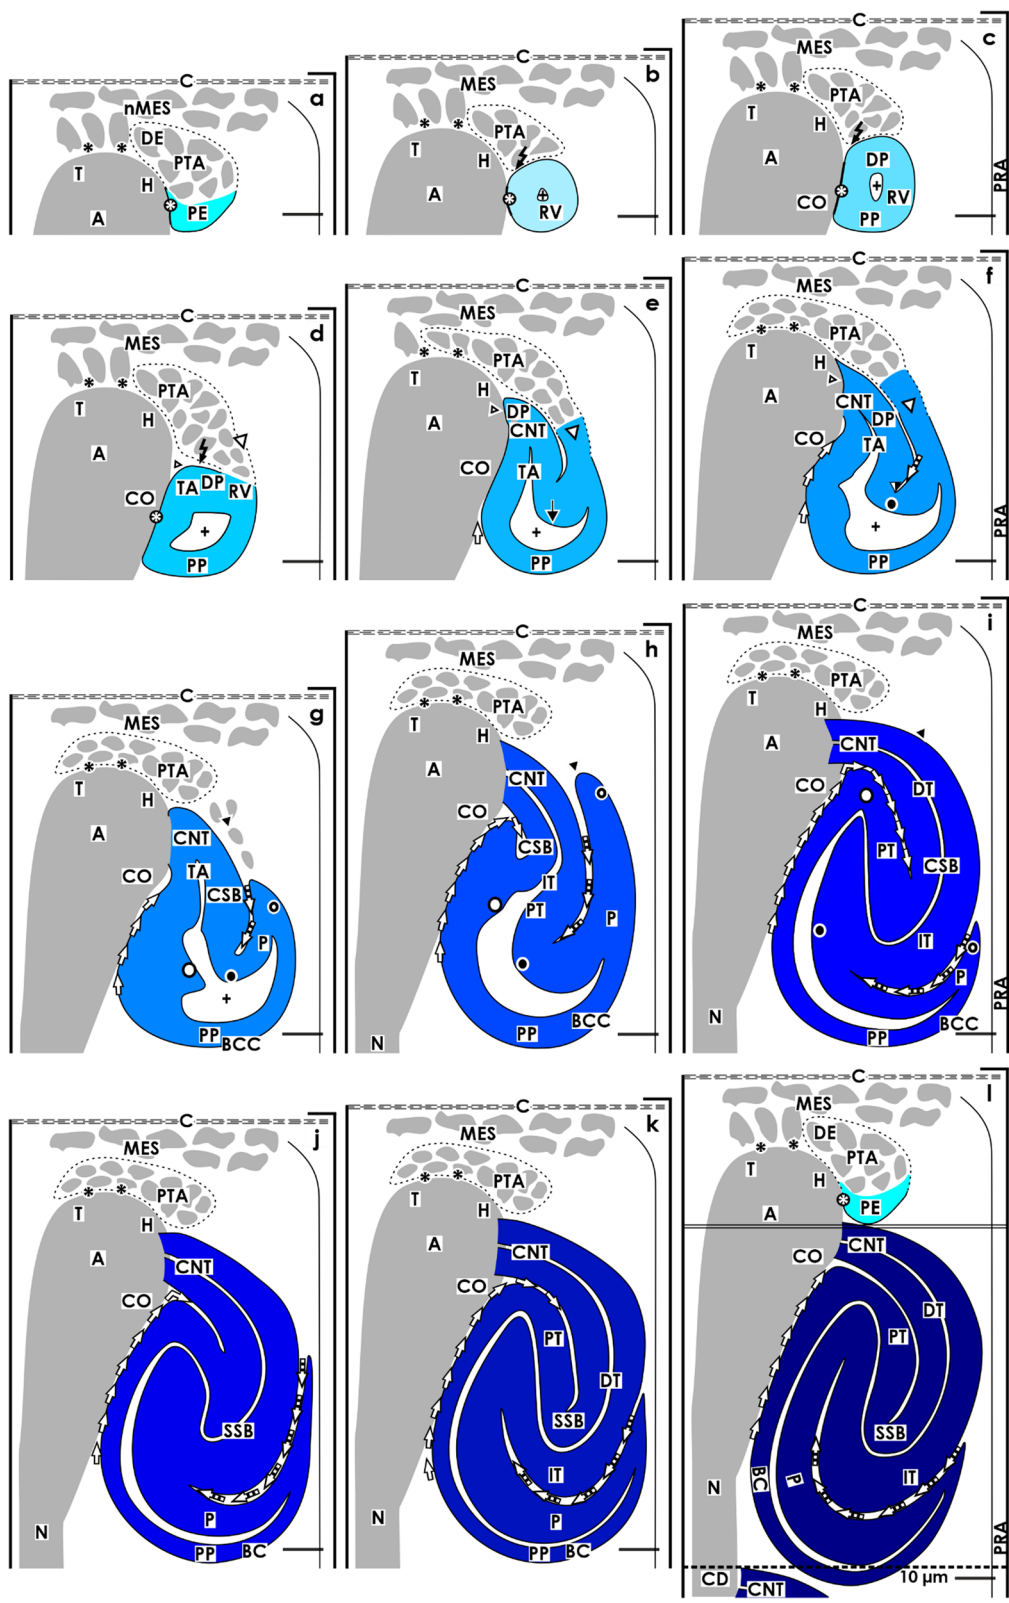 C
a
nMES
DE
* *
PTA
T
H
A
PE
C
b
MES
PTA
* *
T
H
A
+
RV
C
c
MES
PTA
* *
T
H
A
DP
+
RV
CO
PP
PRA
C
d
MES
PTA
* *
T
H
A
TA
DP
RV
CO
+
PP
C
e
MES
PTA
* *
T
H
DP
A
CNT
CO
TA
+
PP
C
f
MES
PTA
* *
T
H
A
CNT
DP
CO
TA
+
PP
PRA
C
g
MES
PTA
* *
T
H
A
CNT
CO
TA
CSB
P
+
PP
BCC
C
h
MES
PTA
* *
T
H
A
CNT
CO
CSB
IT
PT
P
PP
BCC
N
C
i
MES
PTA
* *
T
H
A
CNT
CO
DT
PT
CSB
IT
P
N
BCC
PP
PRA
C
j
MES
PTA
* *
T
H
A
CNT
CO
SSB
N
P
PP
BC
C
k
MES
PTA
* *
T
H
A
CNT
CO
PT
DT
SSB
IT
N
P
PP
BC
C
l
MES
DE
* *
PTA
T
H
A
PE
CNT
CO
DT
PT
SSB
BC
P
IT
N
PRA
CD
CNT
10 µm